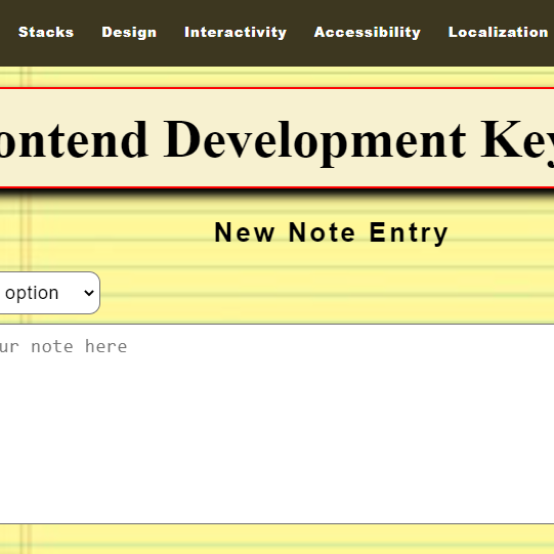 Stacks Design Interactivity Accessibility Localization
ontend Development Key
New Note Entry
option
ur note here